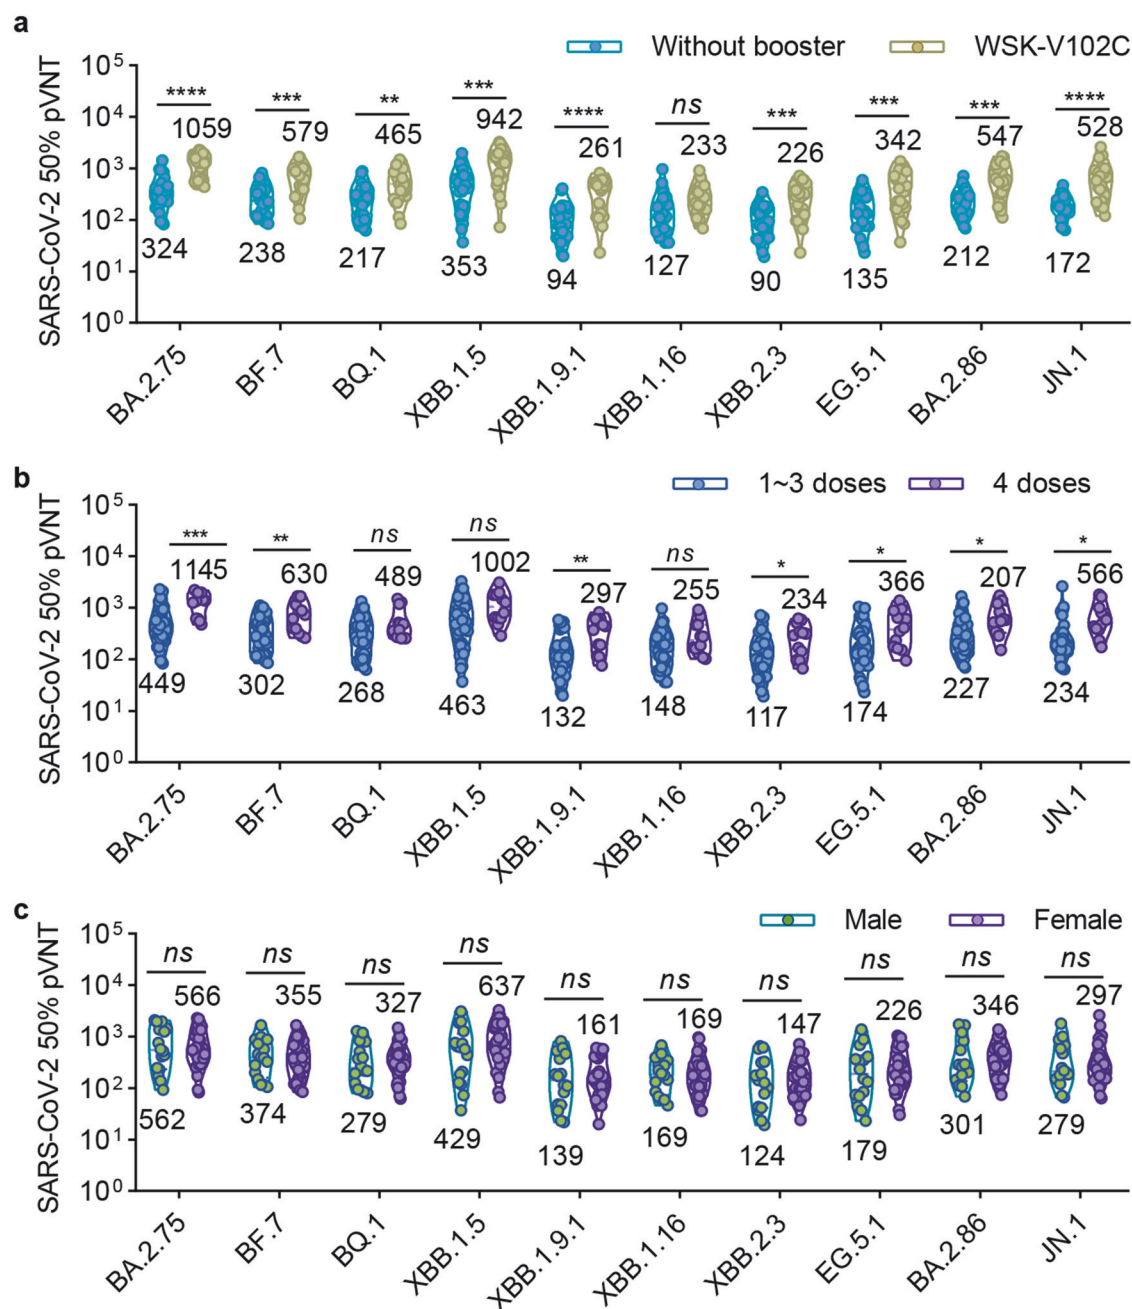 a
Without booster WSK-V102C
SARS-CoV-2 50% pVNT
10⁵
10⁴
10³
10²
10¹
10⁰
**** *** ** *** **** ns *** *** *** ****
1059 579 465 942 261 233 226 342 547 528
324 238 217 353 94 127 90 135 212 172
BA.2.75 BF.7 BQ.1 XBB.1.5 XBB.1.9.1 XBB.1.16 XBB.2.3 EG.5.1 BA.2.86 JN.1
b
1~3 doses 4 doses
SARS-CoV-2 50% pVNT
10⁵
10⁴
10³
10²
10¹
10⁰
*** ** ns ns ** ns * * * *
1145 630 489 1002 297 255 234 366 207 566
449 302 268 463 132 148 117 174 227 234
BA.2.75 BF.7 BQ.1 XBB.1.5 XBB.1.9.1 XBB.1.16 XBB.2.3 EG.5.1 BA.2.86 JN.1
c
Male Female
SARS-CoV-2 50% pVNT
10⁵
10⁴
10³
10²
10¹
10⁰
ns ns ns ns ns ns ns ns ns ns
566 355 327 637 161 169 147 226 346 297
562 374 279 429 139 169 124 179 301 279
BA.2.75 BF.7 BQ.1 XBB.1.5 XBB.1.9.1 XBB.1.16 XBB.2.3 EG.5.1 BA.2.86 JN.1